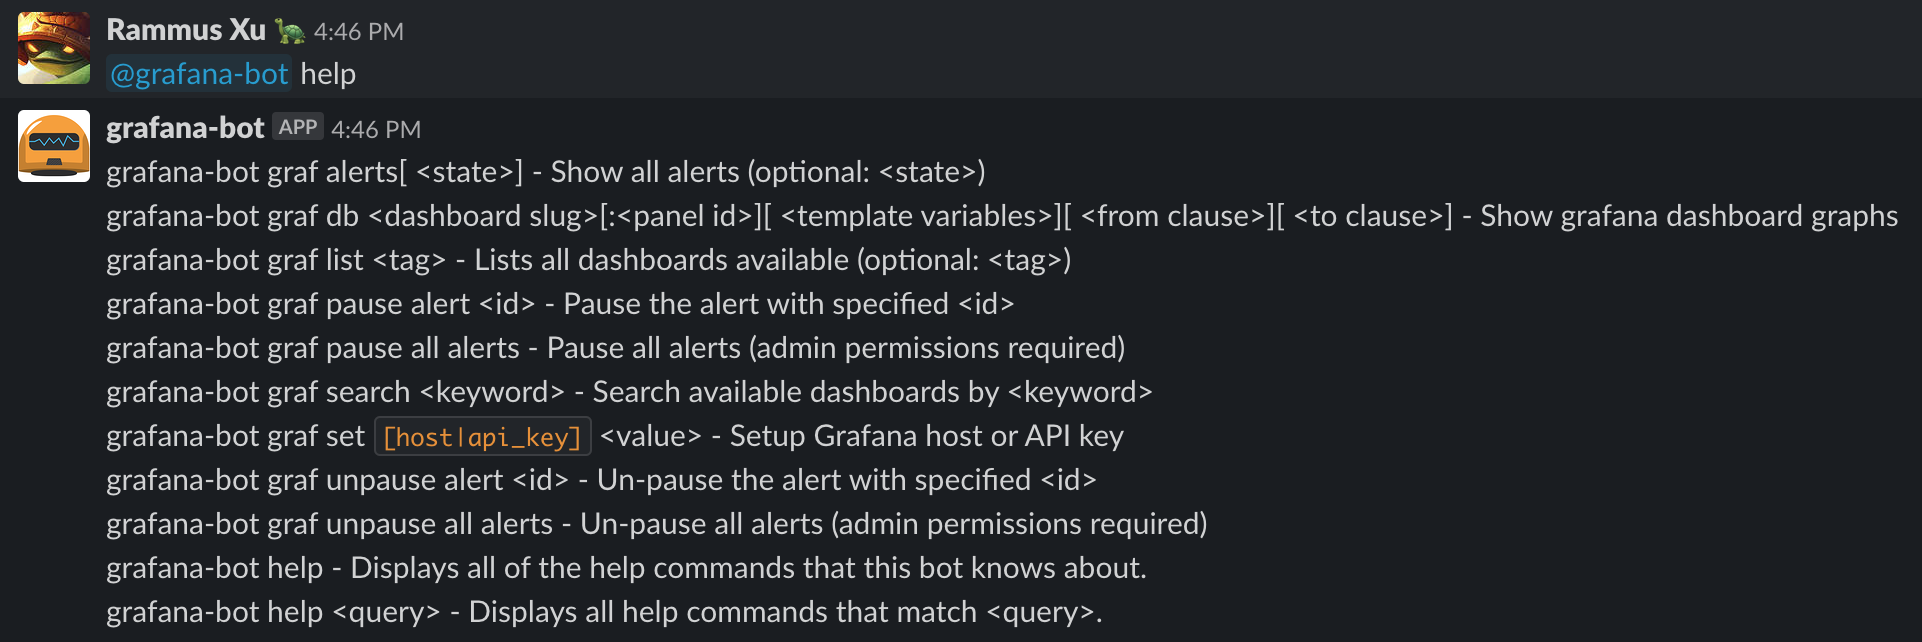 Rammus Xu 4:46 PM
@grafana-bot help
grafana-bot APP 4:46 PM
grafana-bot graf alerts[ <state>] - Show all alerts (optional: <state>)
grafana-bot graf db <dashboard slug>[:<panel id>][ <template variables>][ <from clause>][ <to clause>] - Show grafana dashboard graphs
grafana-bot graf list <tag> - Lists all dashboards available (optional: <tag>)
grafana-bot graf pause alert <id> - Pause the alert with specified <id>
grafana-bot graf pause all alerts - Pause all alerts (admin permissions required)
grafana-bot graf search <keyword> - Search available dashboards by <keyword>
grafana-bot graf set [host|api_key] <value> - Setup Grafana host or API key
grafana-bot graf unpause alert <id> - Un-pause the alert with specified <id>
grafana-bot graf unpause all alerts - Un-pause all alerts (admin permissions required)
grafana-bot help - Displays all of the help commands that this bot knows about.
grafana-bot help <query> - Displays all help commands that match <query>.